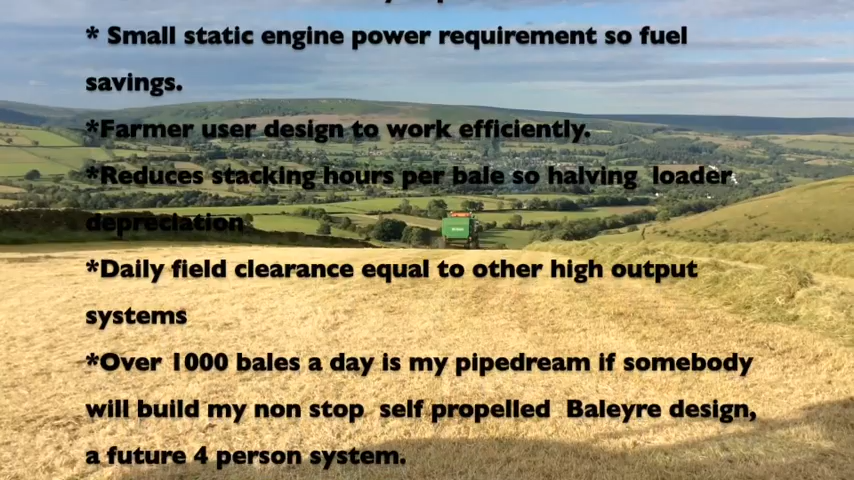 * Small static engine power requirement so fuel
savings.
*Farmer user design to work efficiently.
*Reduces stacking hours per bale so halving loader
depreciation
*Daily field clearance equal to other high output
systems
*Over 1000 bales a day is my pipedream if somebody
will build my non stop self propelled Baleyre design,
a future 4 person system.